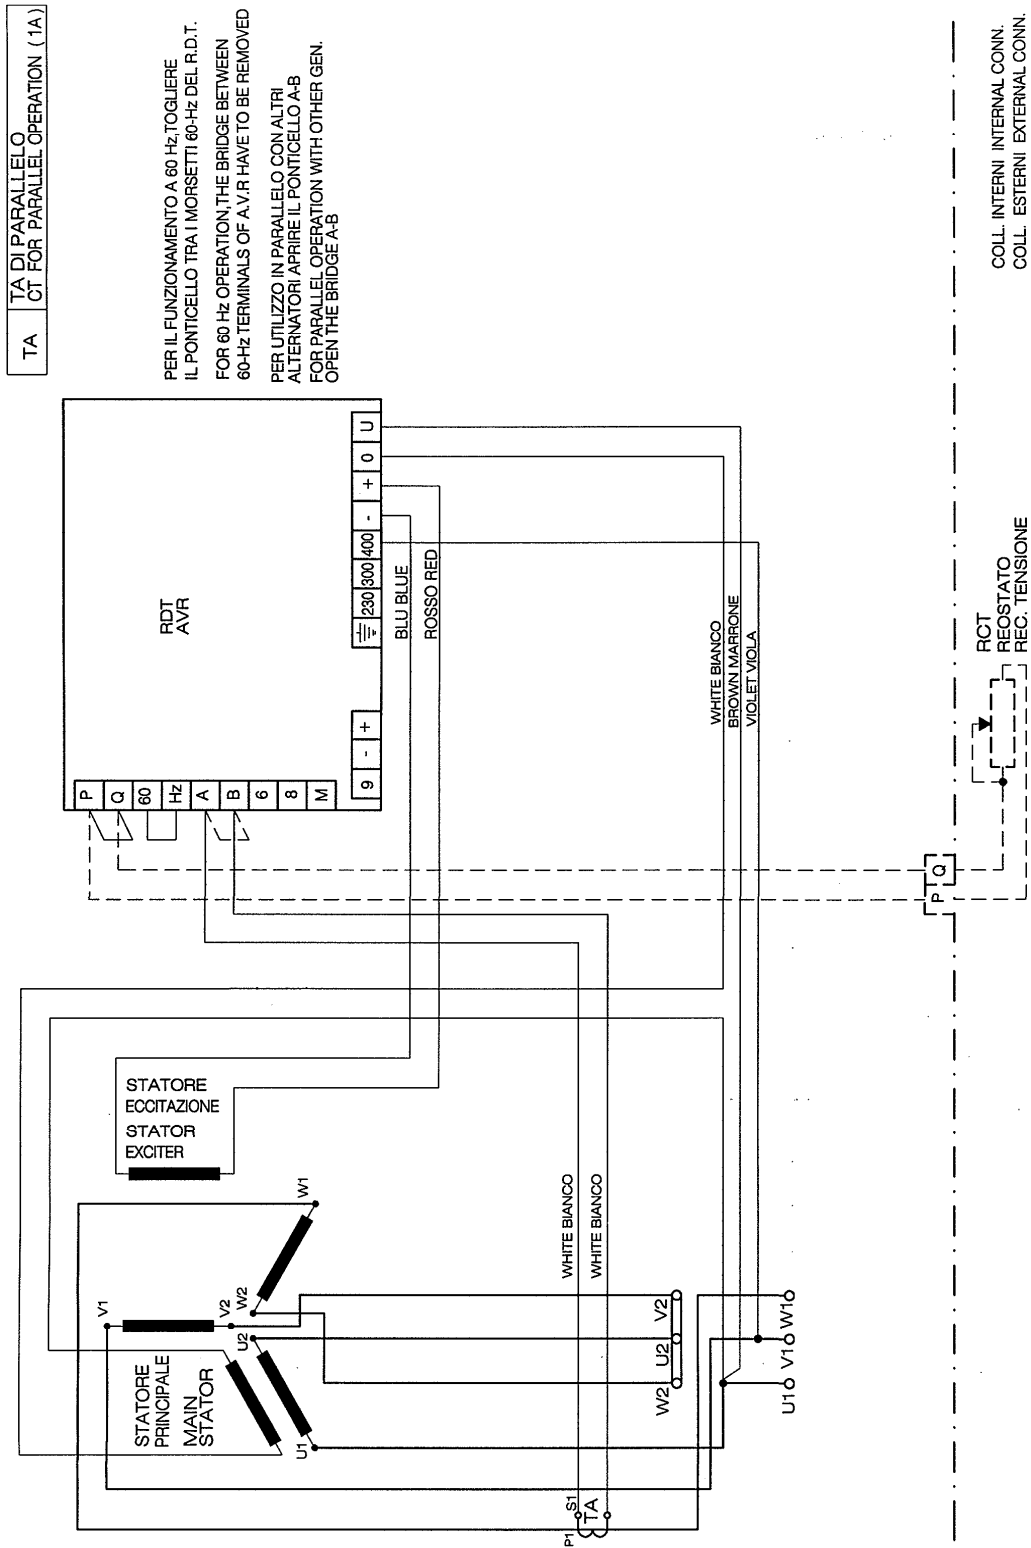 TA
TA DI PARALLELO
CT FOR PARALLEL OPERATION (1A)
PER IL FUNZIONAMENTO A 60 Hz,TOGLIERE
IL PONTICELLO TRA I MORSETTI 60-Hz DEL R.D.T.
FOR 60 Hz OPERATION,THE BRIDGE BETWEEN
60-Hz TERMINALS OF A.V.R HAVE TO BE REMOVED
PER UTILIZZO IN PARALLELO CON ALTRI
ALTERNATORI APRIRE IL PONTICELLO A-B
FOR PARALLEL OPERATION WITH OTHER GEN.
OPEN THE BRIDGE A-B
RDT
AVR
P
Q
60
Hz
A
B
6
8
M
9 - +
230 300 400 - + 0 U
BLU BLUE
ROSSO RED
STATORE
ECCITAZIONE
STATOR
EXCITER
WHITE BIANCO
BROWN MARRONE
VIOLET VIOLA
STATORE
PRINCIPALE
MAIN
STATOR
V1
V2
W2
W1
U2
U1
WHITE BIANCO
WHITE BIANCO
P1
S1
TA
W2 U2 V2
U1 V1 W1
P Q
RCT
REOSTATO
REC. TENSIONE
COLL. INTERNI INTERNAL CONN.
COLL. ESTERNI EXTERNAL CONN.